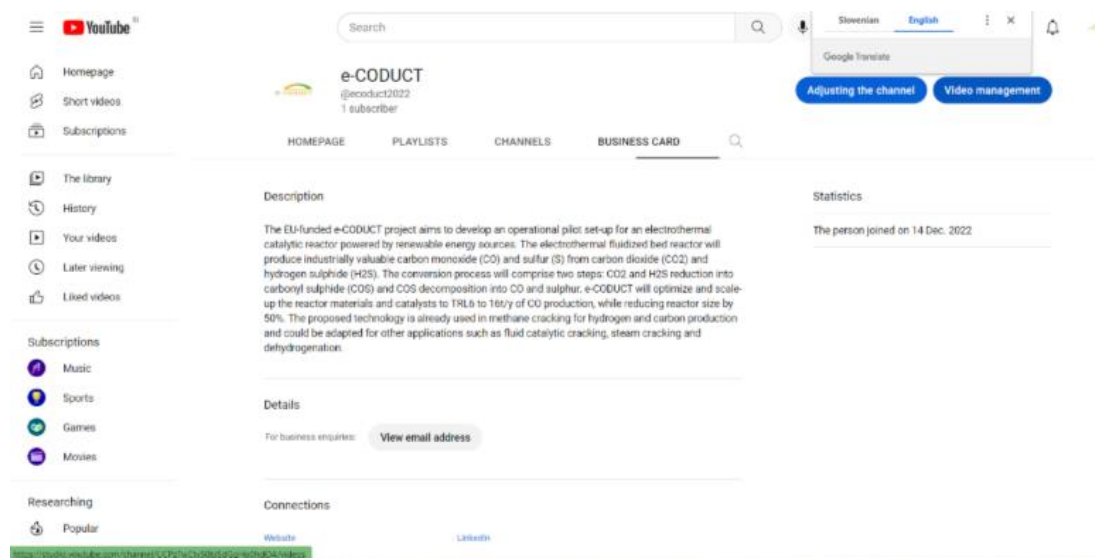 YouTube
SI
Search
Slovenian English
Google Translate
Homepage
Short videos
Subscriptions
The library
History
Your videos
Later viewing
Liked videos
Subscriptions
Music
Sports
Games
Movies
Researching
Popular
e-CODUCT
@ecoduct2022
1 subscriber
Adjusting the channel Video management
HOMEPAGE PLAYLISTS CHANNELS BUSINESS CARD
Description
The EU-funded e-CODUCT project aims to develop an operational pilot set-up for an electrothermal
catalytic reactor powered by renewable energy sources. The electrothermal fluidized bed reactor will
produce industrially valuable carbon monoxide (CO) and sulfur (S) from carbon dioxide (CO2) and
hydrogen sulphide (H2S). The conversion process will comprise two steps: CO2 and H2S reduction into
carbonyl sulphide (COS) and COS decomposition into CO and sulphur. e-CODUCT will optimize and scale-
up the reactor materials and catalysts to TRL6 to 16t/y of CO production, while reducing reactor size by
50%. The proposed technology is already used in methane cracking for hydrogen and carbon production
and could be adapted for other applications such as fluid catalytic cracking, steam cracking and
dehydrogenation.
Details
For business enquiries: View email address
Connections
Website LinkedIn
Statistics
The person joined on 14 Dec. 2022